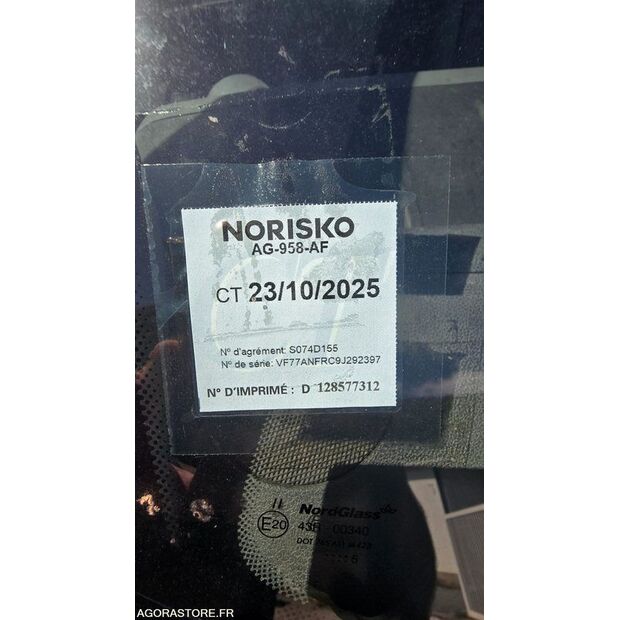 NORISKO
AG-958-AF
CT 23/10/2025
N° d'agrément: S074D155
N° de série: VF77ANFRC9J292397
N° D'IMPRIMÉ : D 128577312
NordGlass
E20
43R - 00340
DOT
AGORASTORE.FR